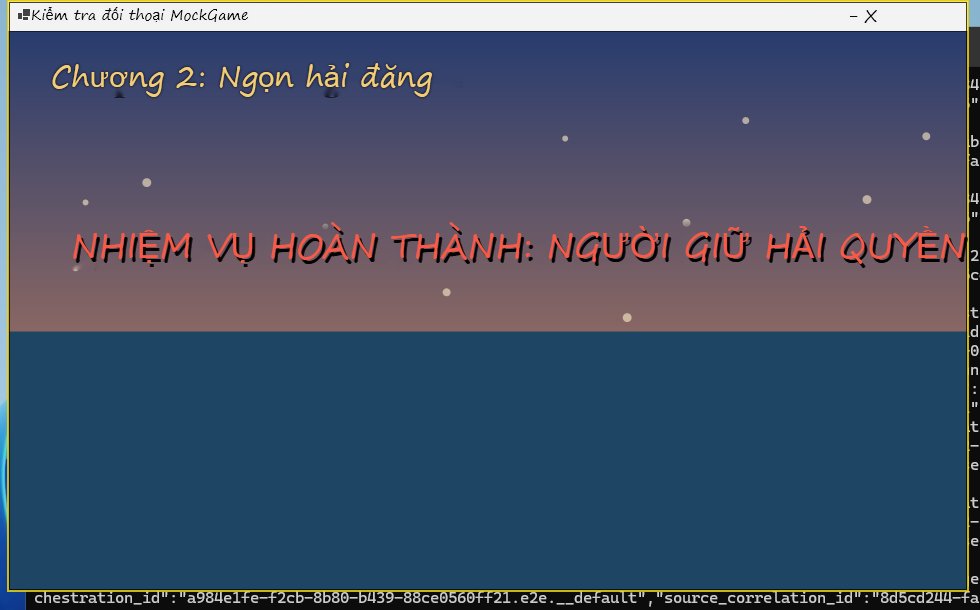 Kiểm tra đối thoại MockGame
Chương 2: Ngọn hải đăng
NHIỆM VỤ HOÀN THÀNH: NGƯỜI GIỮ HẢI QUYỀN
chestration_id":"a984e1fe-f2cb-8b80-b439-88ce0560ff21.e2e.__default","source_correlation_id":"8d5cd244-fa